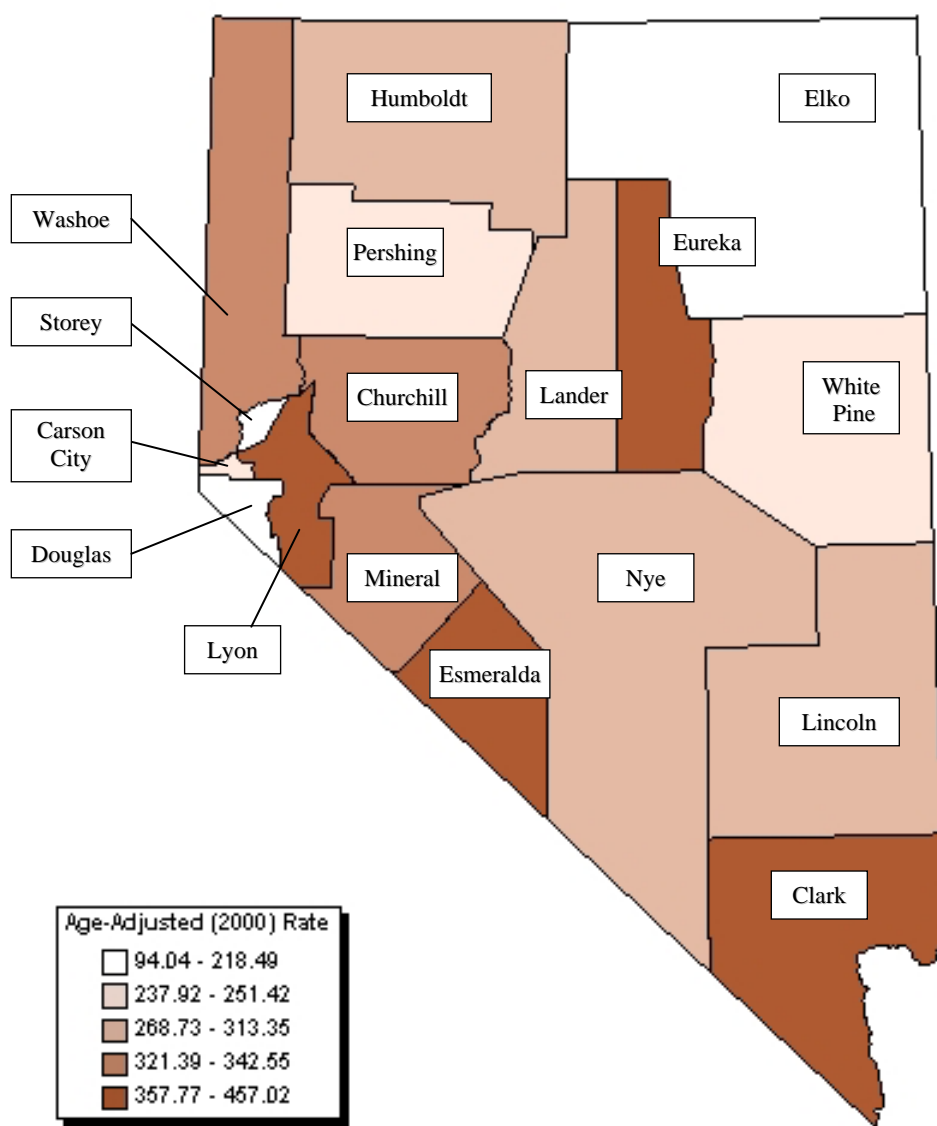 Humboldt
Elko
Washoe
Pershing
Eureka
Storey
Churchill
Lander
White
Pine
Carson
City
Douglas
Mineral
Nye
Lyon
Esmeralda
Lincoln
Clark
Age-Adjusted (2000) Rate
94.04 - 218.49
237.92 - 251.42
268.73 - 313.35
321.39 - 342.55
357.77 - 457.02